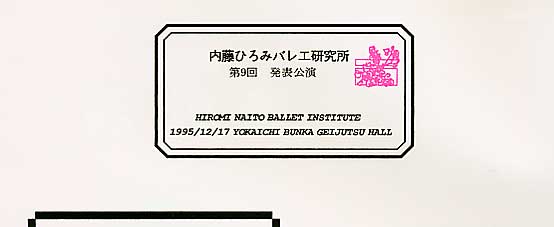 内藤ひろみバレエ研究所
第9回　発表公演
HIROMI NAITO BALLET INSTITUTE
1995/12/17 YOKAICHI BUNKA GEIJUTSU HALL